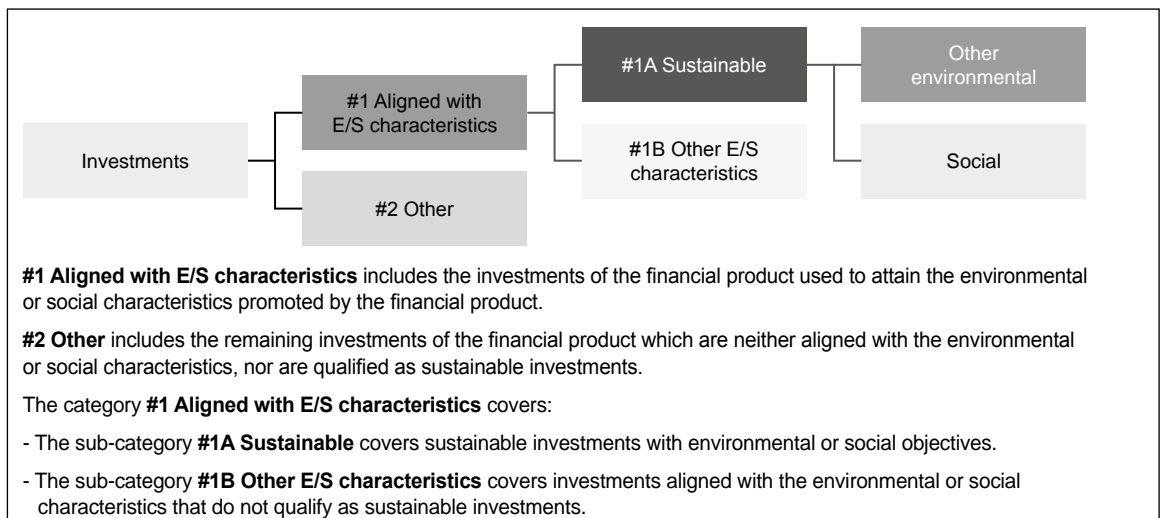 Investments
#1 Aligned with
E/S characteristics
#2 Other
#1A Sustainable
#1B Other E/S
characteristics
Other
environmental
Social
#1 Aligned with E/S characteristics includes the investments of the financial product used to attain the environmental
or social characteristics promoted by the financial product.
#2 Other includes the remaining investments of the financial product which are neither aligned with the environmental
or social characteristics, nor are qualified as sustainable investments.
The category #1 Aligned with E/S characteristics covers:
- The sub-category #1A Sustainable covers sustainable investments with environmental or social objectives.
- The sub-category #1B Other E/S characteristics covers investments aligned with the environmental or social
characteristics that do not qualify as sustainable investments.